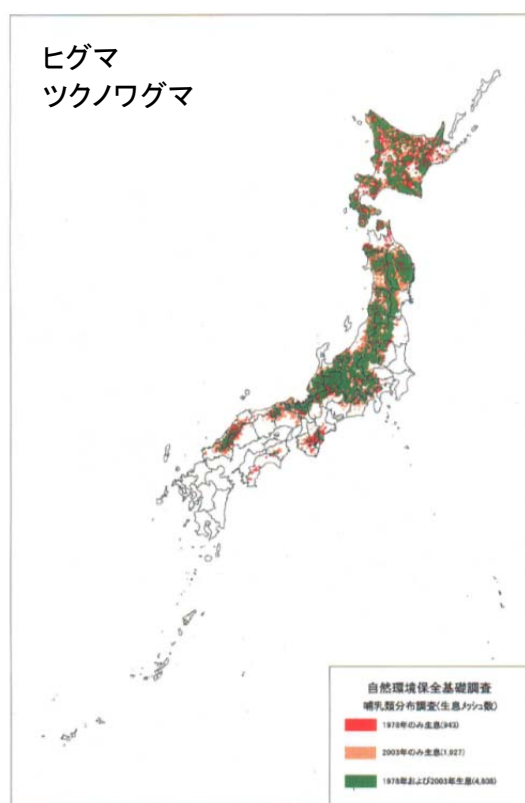 ヒグマ
ツクノワグマ
自然環境保全基礎調査
哺乳類分布調査(生息メッシュ数)
1978年のみ生息(943)
2003年のみ生息(1,927)
1978年および2003年生息(4,808)